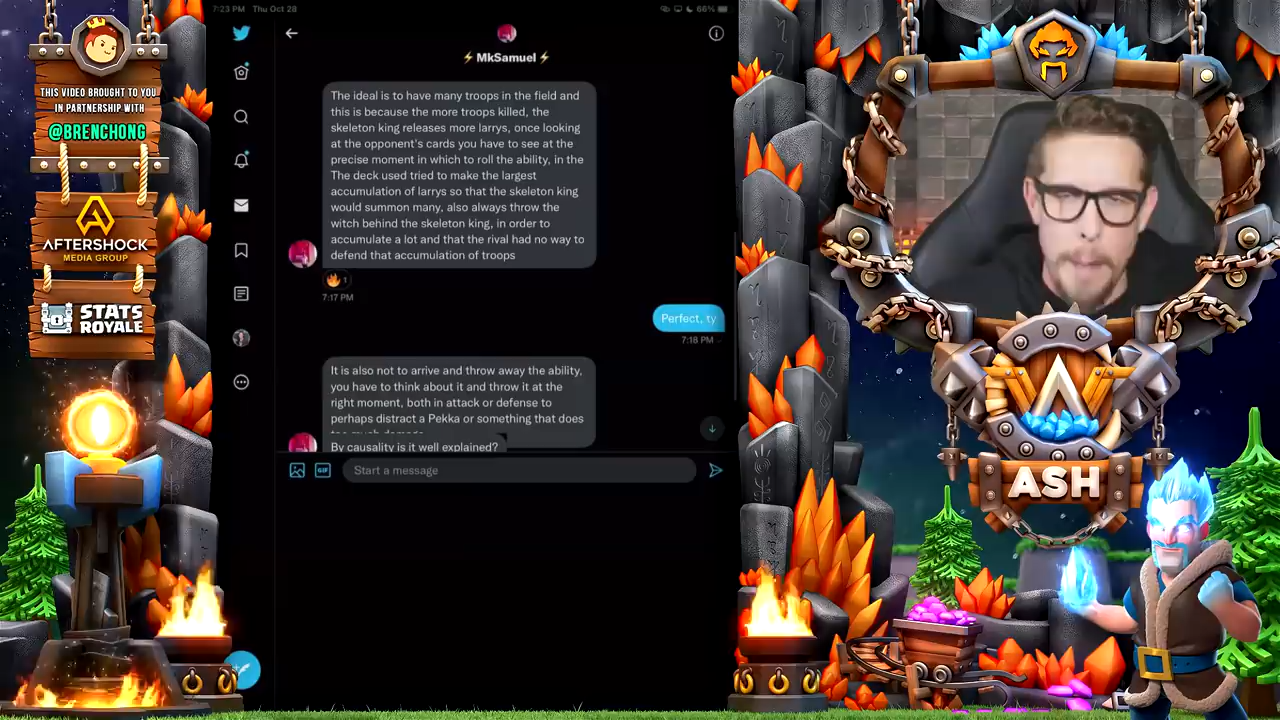 7:23 PM Thu Oct 28
66%
THIS VIDEO BROUGHT TO YOU
IN PARTNERSHIP WITH
@BRENCHONG
AFTERSHOCK
MEDIA GROUP
STATS
ROYALE
⚡MkSamuel⚡
The ideal is to have many troops in the field and
this is because the more troops killed, the
skeleton king releases more larrys, once looking
at the opponent's cards you have to see at the
precise moment in which to roll the ability, in the
The deck used tried to make the largest
accumulation of larrys so that the skeleton king
would summon many, also always throw the
witch behind the skeleton king, in order to
accumulate a lot and that the rival had no way to
defend that accumulation of troops
🔥 1
7:17 PM
Perfect, ty
7:18 PM
It is also not to arrive and throw away the ability,
you have to think about it and throw it at the
right moment, both in attack or defense to
perhaps distract a Pekka or something that does
too much damage
By causality is it well explained?
GIF
Start a message
ASH